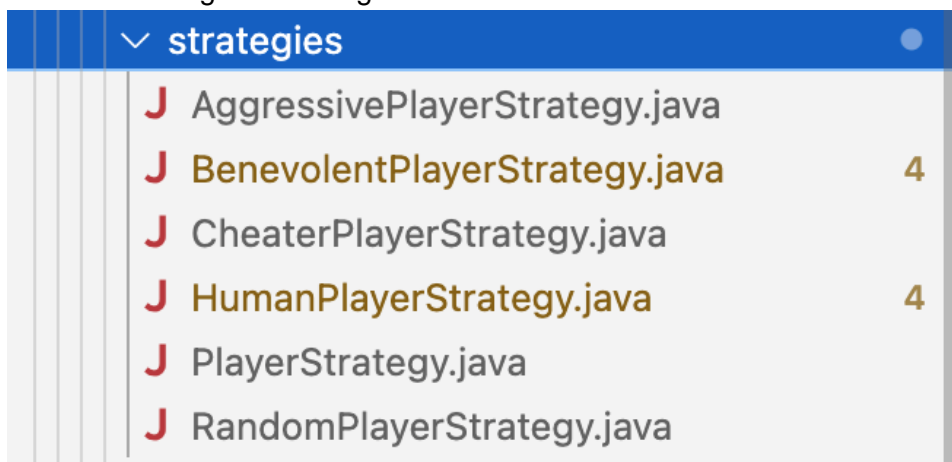 strategies
J AggressivePlayerStrategy.java
J BenevolentPlayerStrategy.java 4
J CheaterPlayerStrategy.java
J HumanPlayerStrategy.java 4
J PlayerStrategy.java
J RandomPlayerStrategy.java